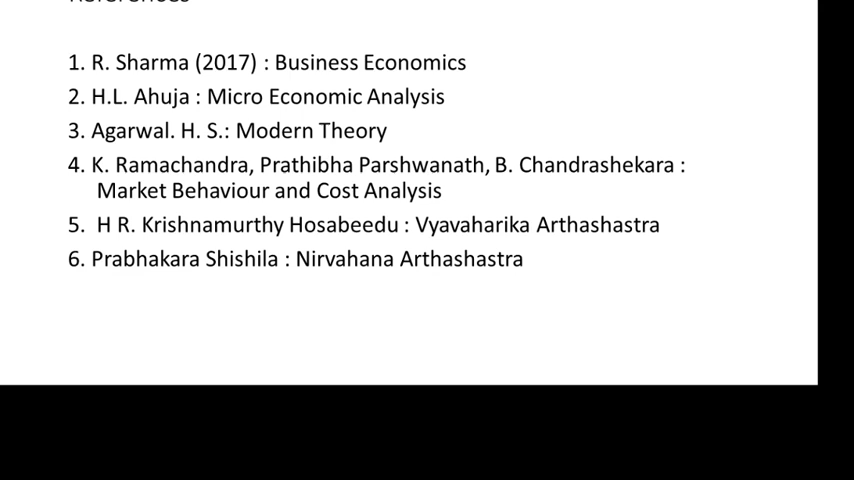 References
1. R. Sharma (2017) : Business Economics
2. H.L. Ahuja : Micro Economic Analysis
3. Agarwal. H. S.: Modern Theory
4. K. Ramachandra, Prathibha Parshwanath, B. Chandrashekara :
Market Behaviour and Cost Analysis
5. H R. Krishnamurthy Hosabeedu : Vyavaharika Arthashastra
6. Prabhakara Shishila : Nirvahana Arthashastra